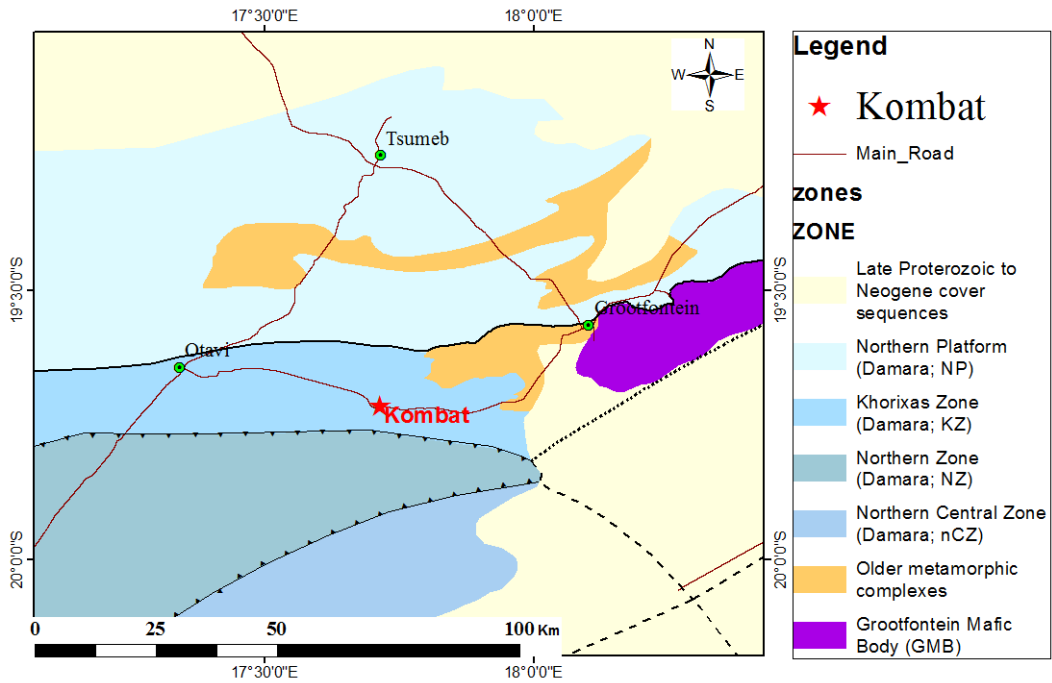 17°30'0"E 18°0'0"E
N
W E
S
Tsumeb
19°30'0"S 19°30'0"S
Grootfontein
Otavi
Kombat
20°0'0"S 20°0'0"S
0 25 50 100 Km
17°30'0"E 18°0'0"E
Legend
Kombat
Main_Road
zones
ZONE
Late Proterozoic to
Neogene cover
sequences
Northern Platform
(Damara; NP)
Khorixas Zone
(Damara; KZ)
Northern Zone
(Damara; NZ)
Northern Central Zone
(Damara; nCZ)
Older metamorphic
complexes
Grootfontein Mafic
Body (GMB)